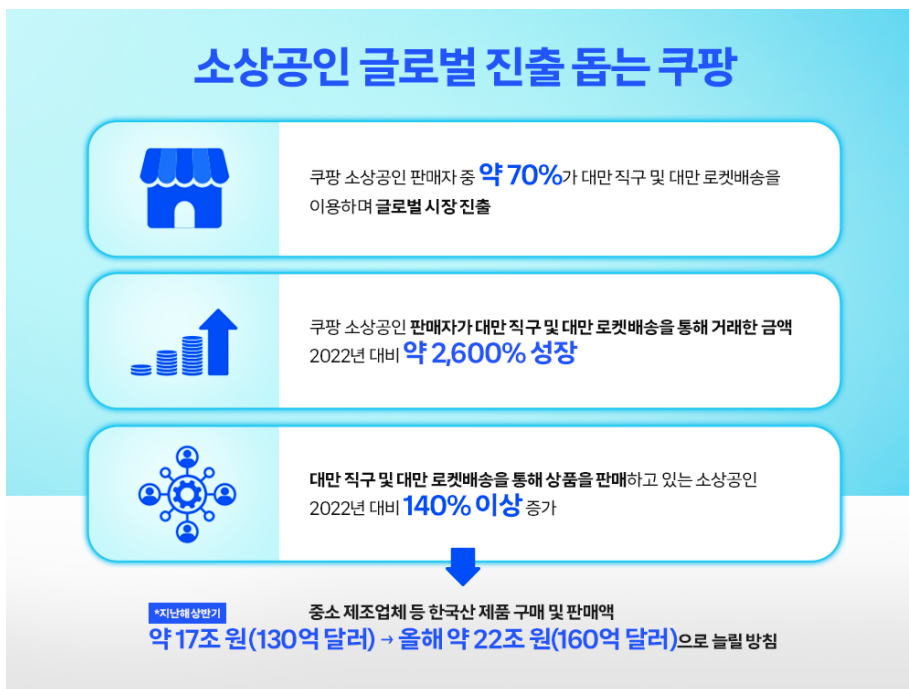 소상공인 글로벌 진출 돕는 쿠팡
쿠팡 소상공인 판매자 중 약 70%가 대만 직구 및 대만 로켓배송을
이용하며 글로벌 시장 진출
쿠팡 소상공인 판매자가 대만 직구 및 대만 로켓배송을 통해 거래한 금액
2022년 대비 약 2,600% 성장
대만 직구 및 대만 로켓배송을 통해 상품을 판매하고 있는 소상공인
2022년 대비 140% 이상 증가
*지난해상반기
중소 제조업체 등 한국산 제품 구매 및 판매액
약 17조 원(130억 달러) → 올해 약 22조 원(160억 달러)으로 늘릴 방침